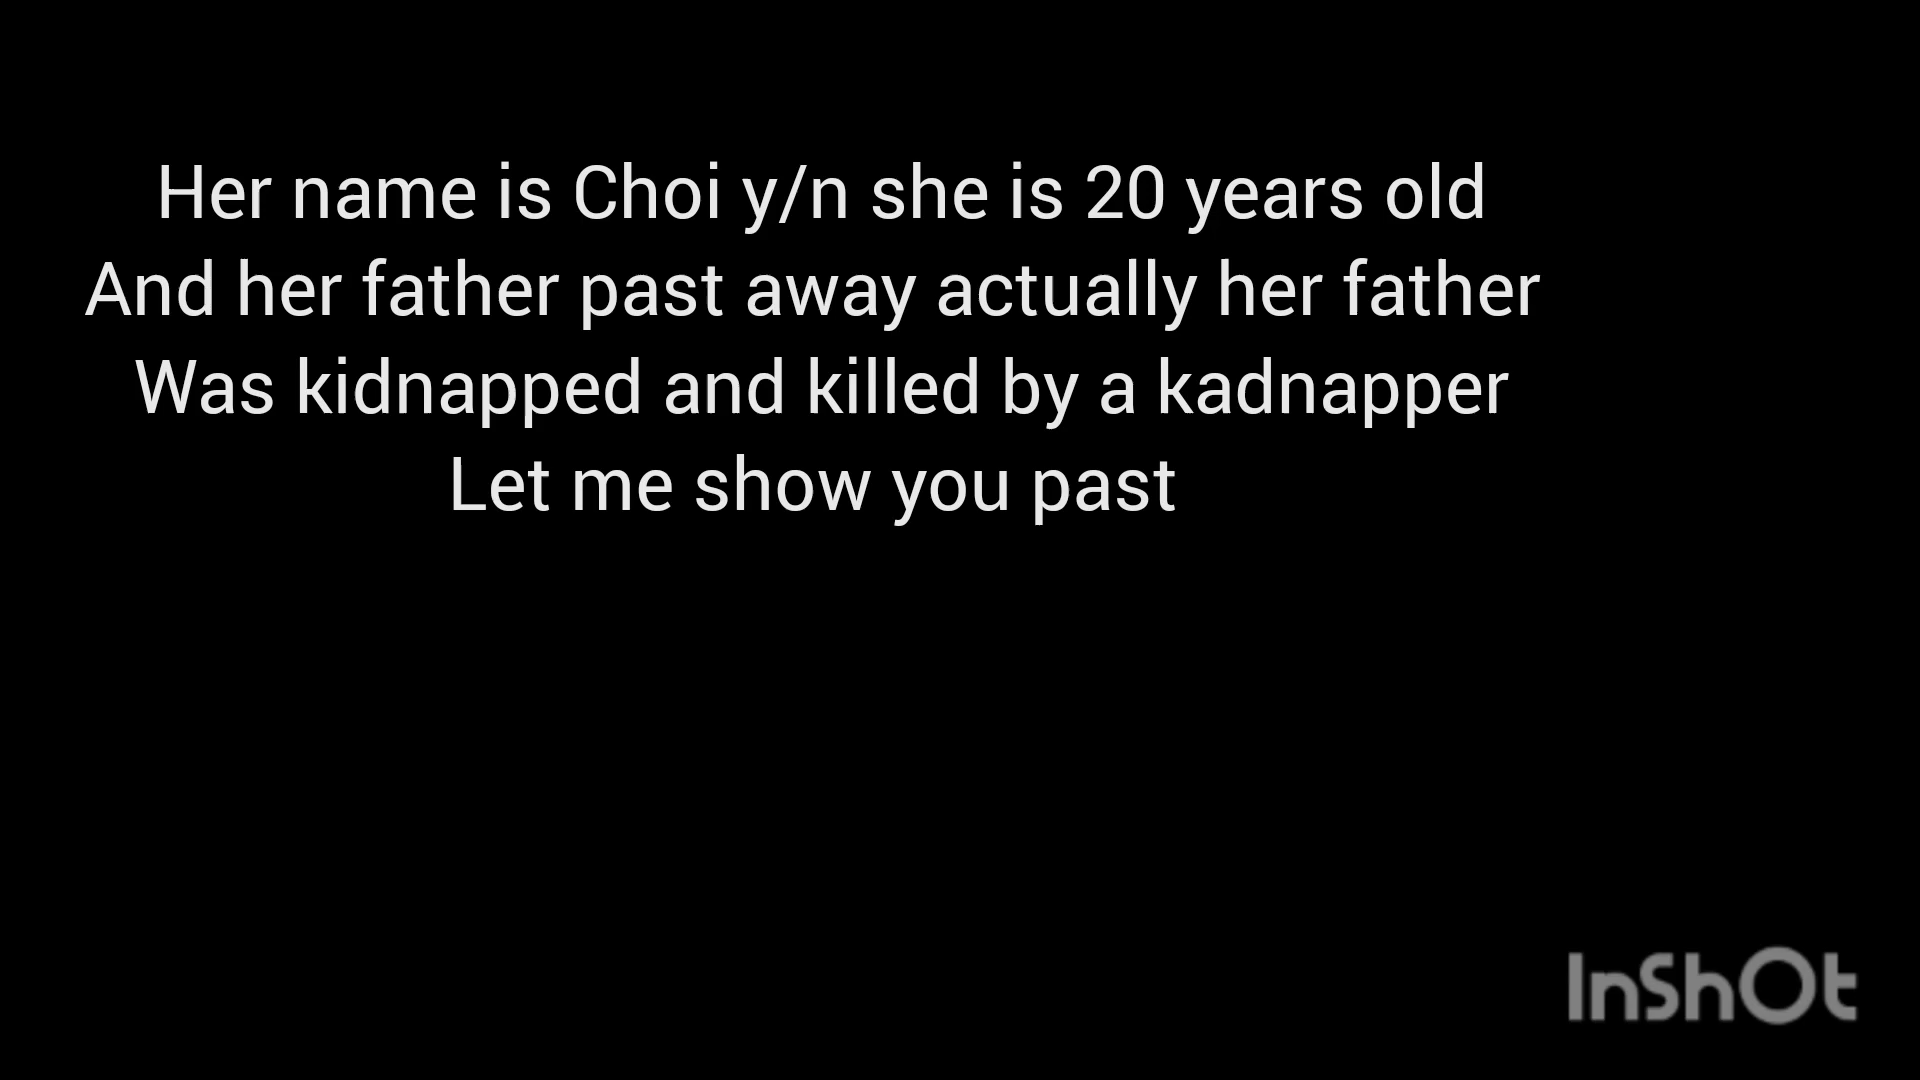 Her name is Choi y/n she is 20 years old
And her father past away actually her father
Was kidnapped and killed by a kadnapper
Let me show you past
InShOt